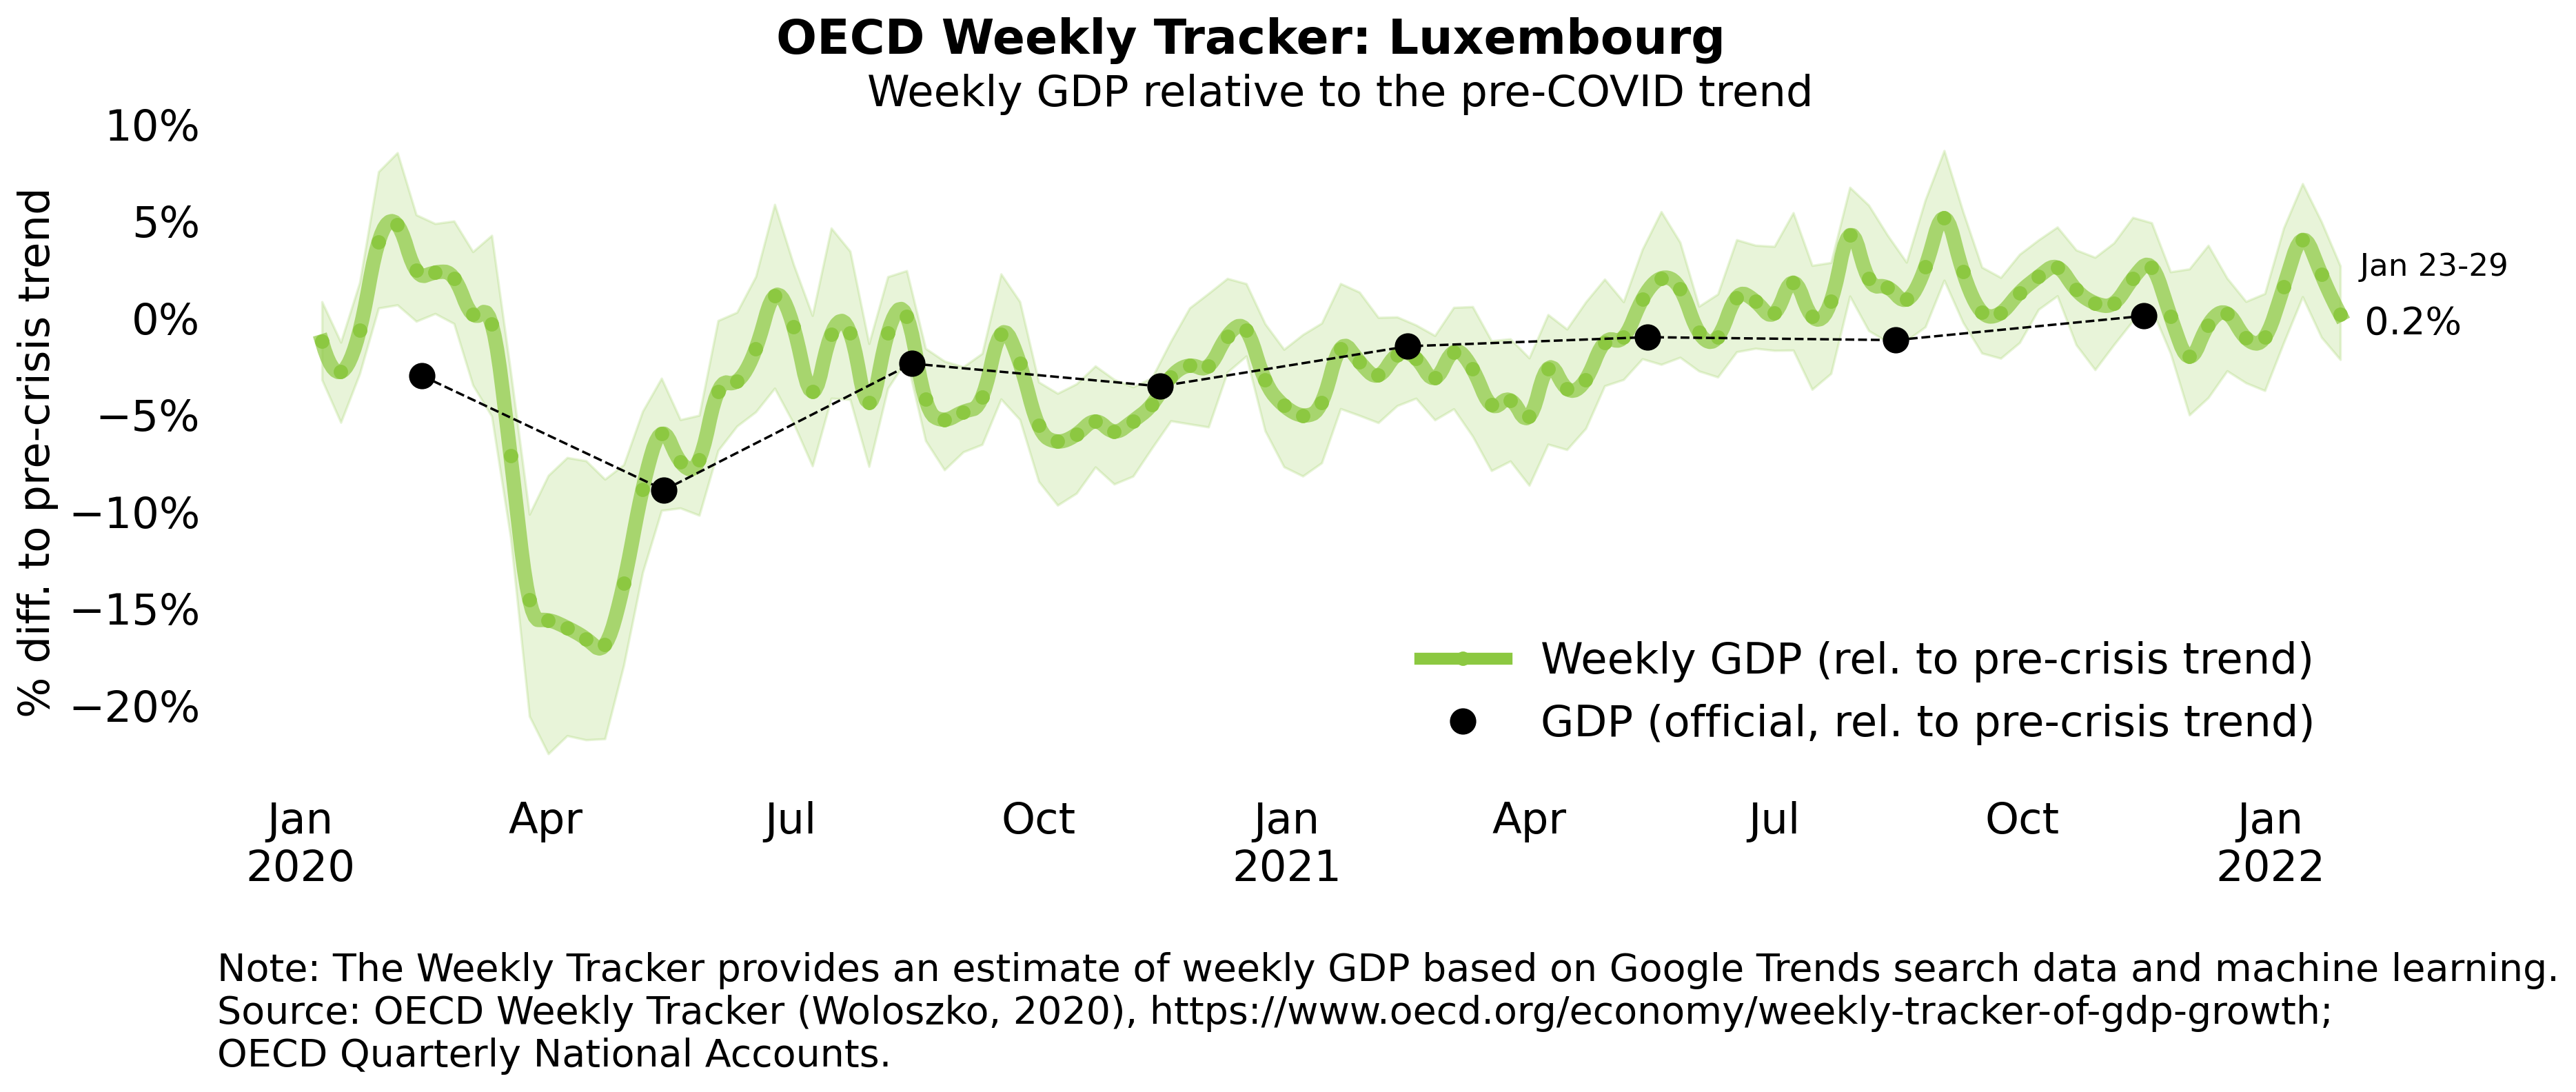 OECD Weekly Tracker: Luxembourg
Weekly GDP relative to the pre-COVID trend
% diff. to pre-crisis trend
10%
5%
0%
−5%
−10%
−15%
−20%
Jan 23-29
0.2%
Weekly GDP (rel. to pre-crisis trend)
GDP (official, rel. to pre-crisis trend)
Jan Apr Jul Oct Jan Apr Jul Oct Jan
2020 2021 2022
Note: The Weekly Tracker provides an estimate of weekly GDP based on Google Trends search data and machine learning.
Source: OECD Weekly Tracker (Woloszko, 2020), https://www.oecd.org/economy/weekly-tracker-of-gdp-growth;
OECD Quarterly National Accounts.